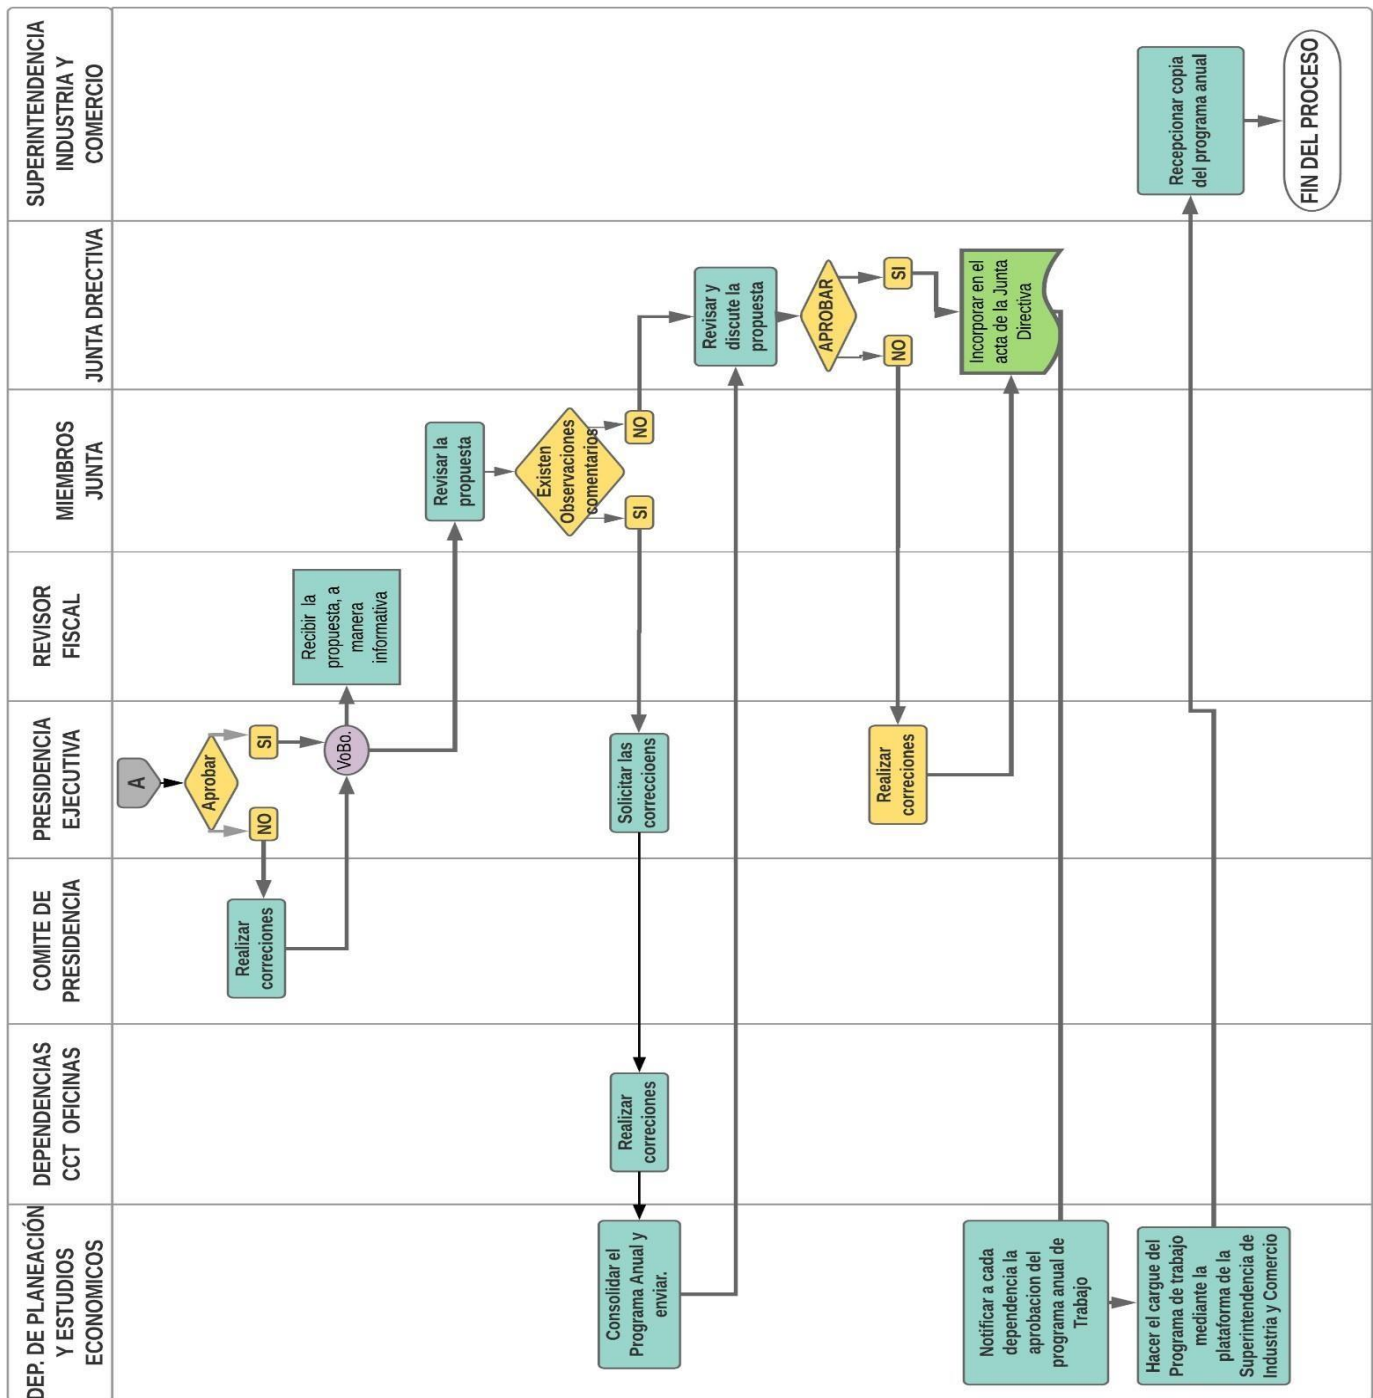 DEP. DE PLANEACIÓN
Y ESTUDIOS
ECONOMICOS
DEPENDENCIAS
CCT OFICINAS
COMITE DE
PRESIDENCIA
PRESIDENCIA
EJECUTIVA
REVISOR
FISCAL
MIEMBROS
JUNTA
JUNTA DIRECTIVA
SUPERINTENDENCIA
INDUSTRIA Y
COMERCIO
A
Aprobar
NO
SI
Realizar
correciones
VoBo.
Recibir la
propuesta, a
manera
informativa
Revisar la
propuesta
Existen
Observaciones
comentarios
SI
NO
Solicitar las
correccioens
Realizar
correciones
Consolidar el
Programa Anual y
enviar.
Revisar y
discute la
propuesta
APROBAR
NO
SI
Realizar
correciones
Incorporar en el
acta de la Junta
Directiva
Notificar a cada
dependencia la
aprobacion del
programa anual de
Trabajo
Hacer el cargue del
Programa de trabajo
mediante la
plataforma de la
Superintendencia de
Industria y Comercio
Recepcionar copia
del programa anual
FIN DEL PROCESO